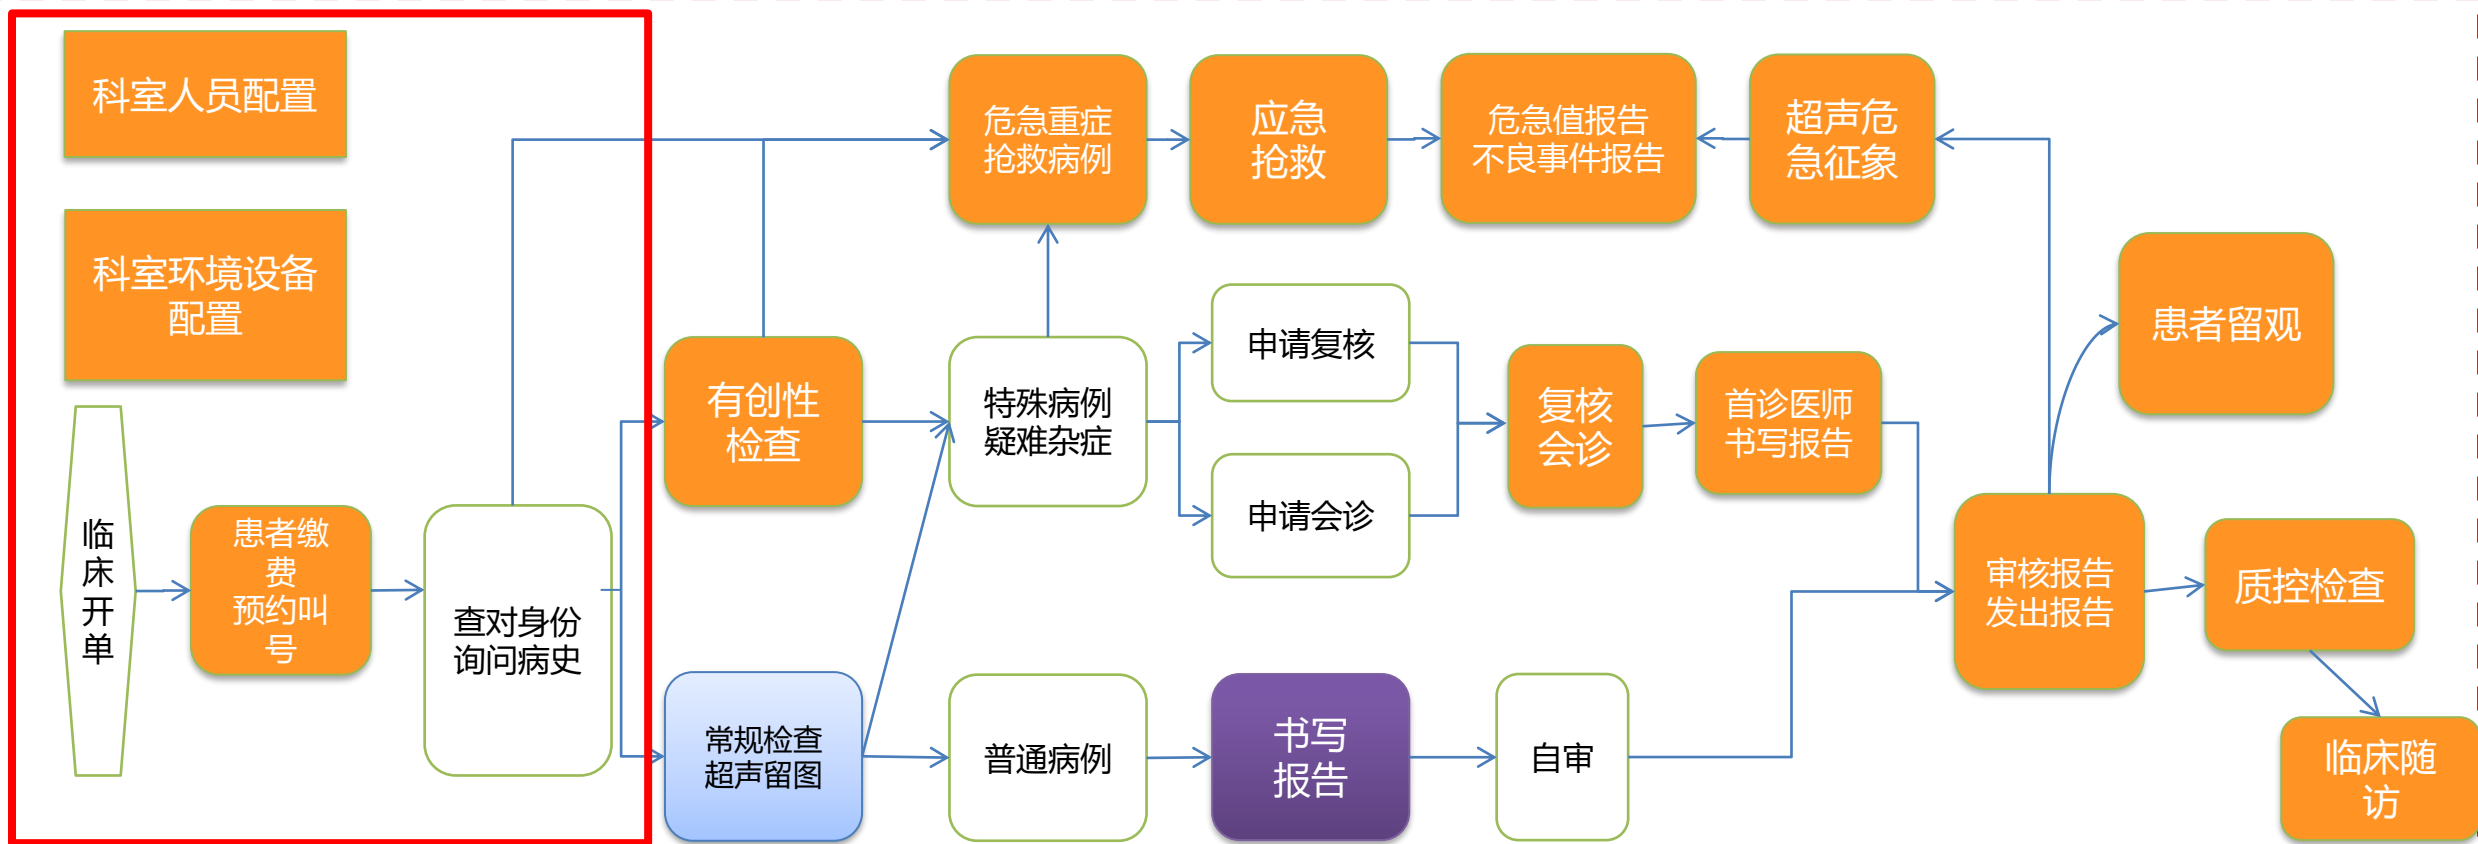 科室人员配置
科室环境设备
配置
临
床
开
单
患者缴
费
预约叫
号
查对身份
询问病史
有创性
检查
常规检查
超声留图
危急重症
抢救病例
应急
抢救
危急值报告
不良事件报告
超声危
急征象
特殊病例
疑难杂症
申请复核
申请会诊
复核
会诊
首诊医师
书写报告
普通病例
书写
报告
自审
审核报告
发出报告
患者留观
质控检查
临床随
访